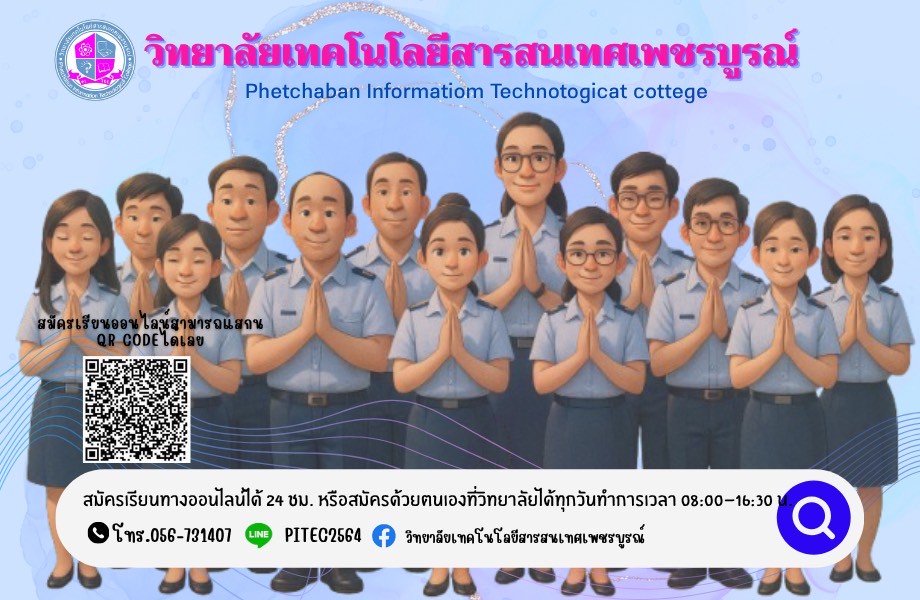 วิทยาลัยเทคโนโลยีสารสนเทศเพชรบูรณ์
Phetchaban Informatiom Technotogicat cottege
สมัครเรียนออนไลน์สามารถแสกน
QR CODEได้เลย
สมัครเรียนทางออนไลน์ได้ 24 ชม. หรือสมัครด้วยตนเองที่วิทยาลัยได้ทุกวันทำการเวลา 08:00-16:30 น.
โทร.056-731407 LINE PITEC2564 วิทยาลัยเทคโนโลยีสารสนเทศเพชรบูรณ์